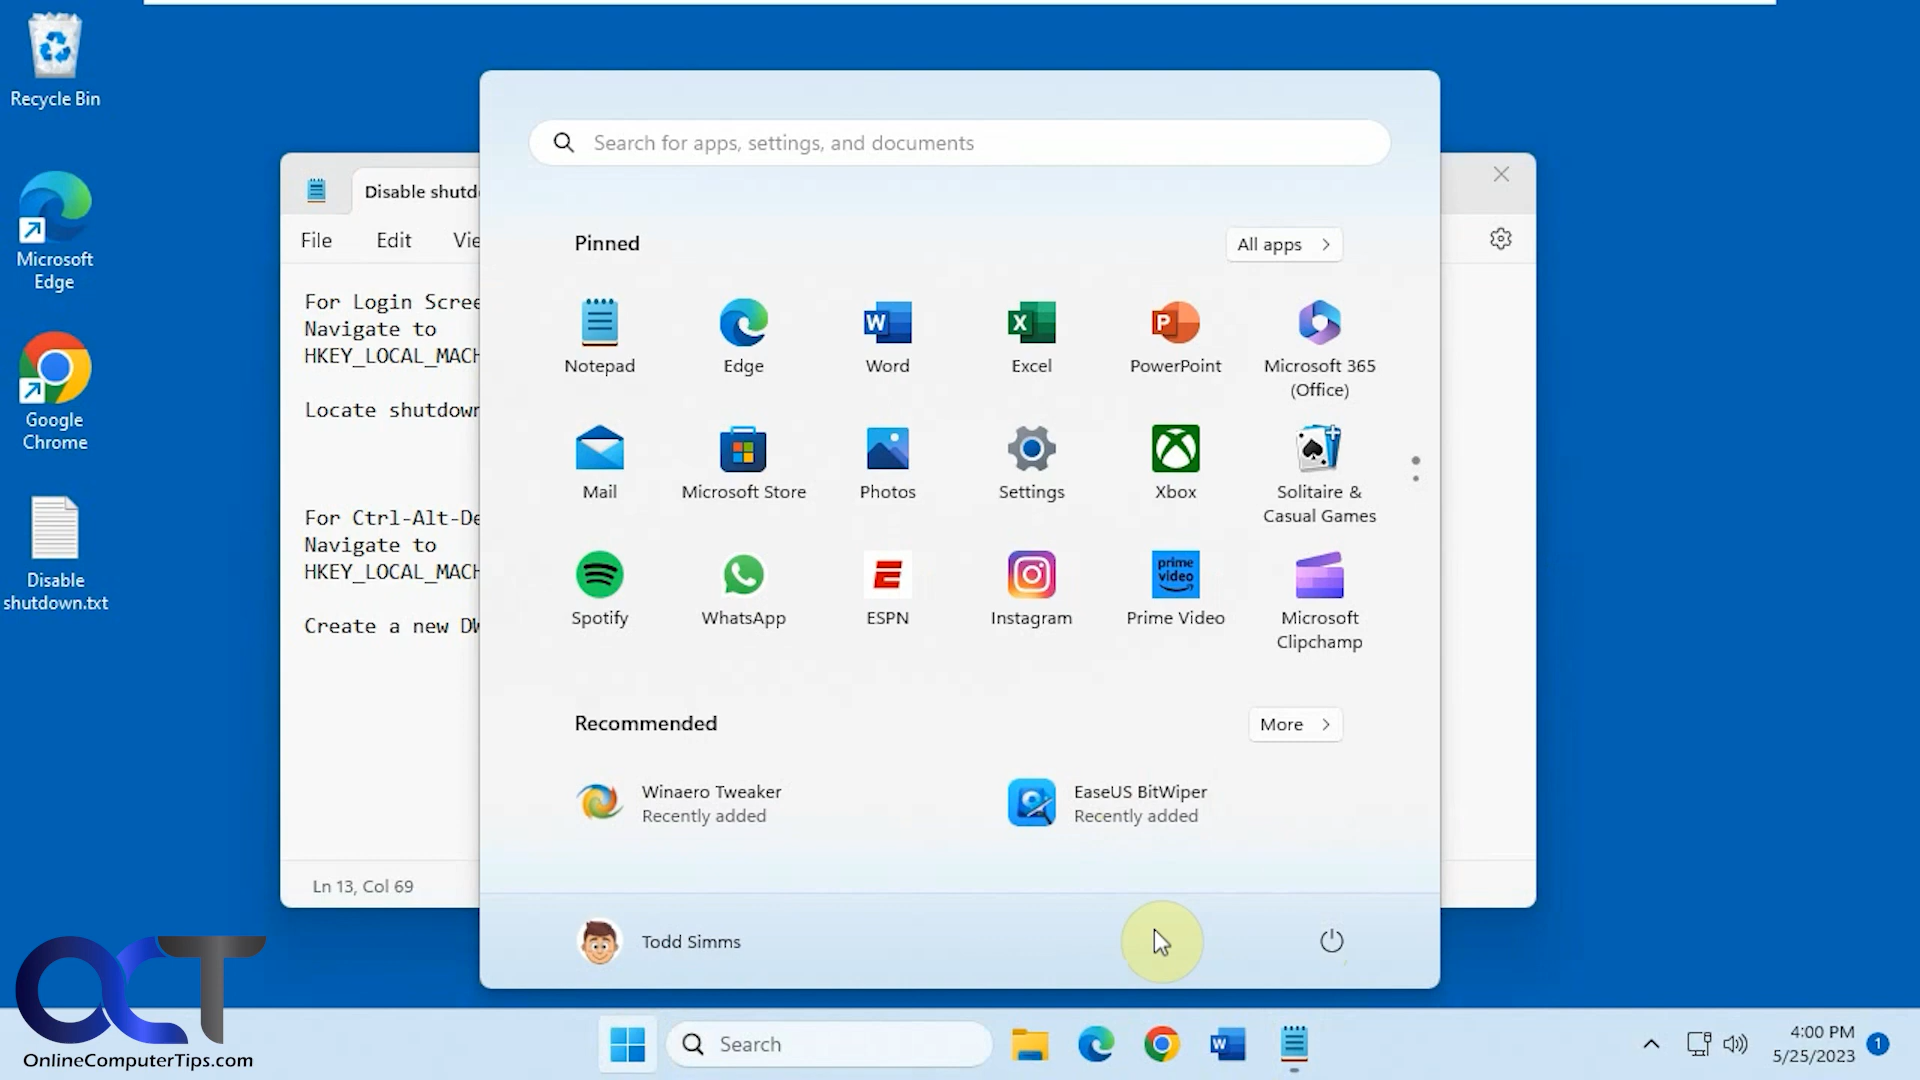 Recycle Bin
Microsoft
Edge
Google
Chrome
Disable
shutdown.txt
Disable shutd
File Edit Vie
For Login Scree
Navigate to
HKEY_LOCAL_MACH
Locate shutdown
For Ctrl-Alt-De
Navigate to
HKEY_LOCAL_MACH
Create a new DW
Ln 13, Col 69
Search for apps, settings, and documents
Pinned
All apps
Notepad
Edge
Word
Excel
PowerPoint
Microsoft 365
(Office)
Mail
Microsoft Store
Photos
Settings
Xbox
Solitaire &
Casual Games
Spotify
WhatsApp
ESPN
Instagram
prime
video
Prime Video
Microsoft
Clipchamp
Recommended
More
Winaero Tweaker
Recently added
EaseUS BitWiper
Recently added
Todd Simms
OCT
OnlineComputerTips.com
Search
4:00 PM
5/25/2023
1